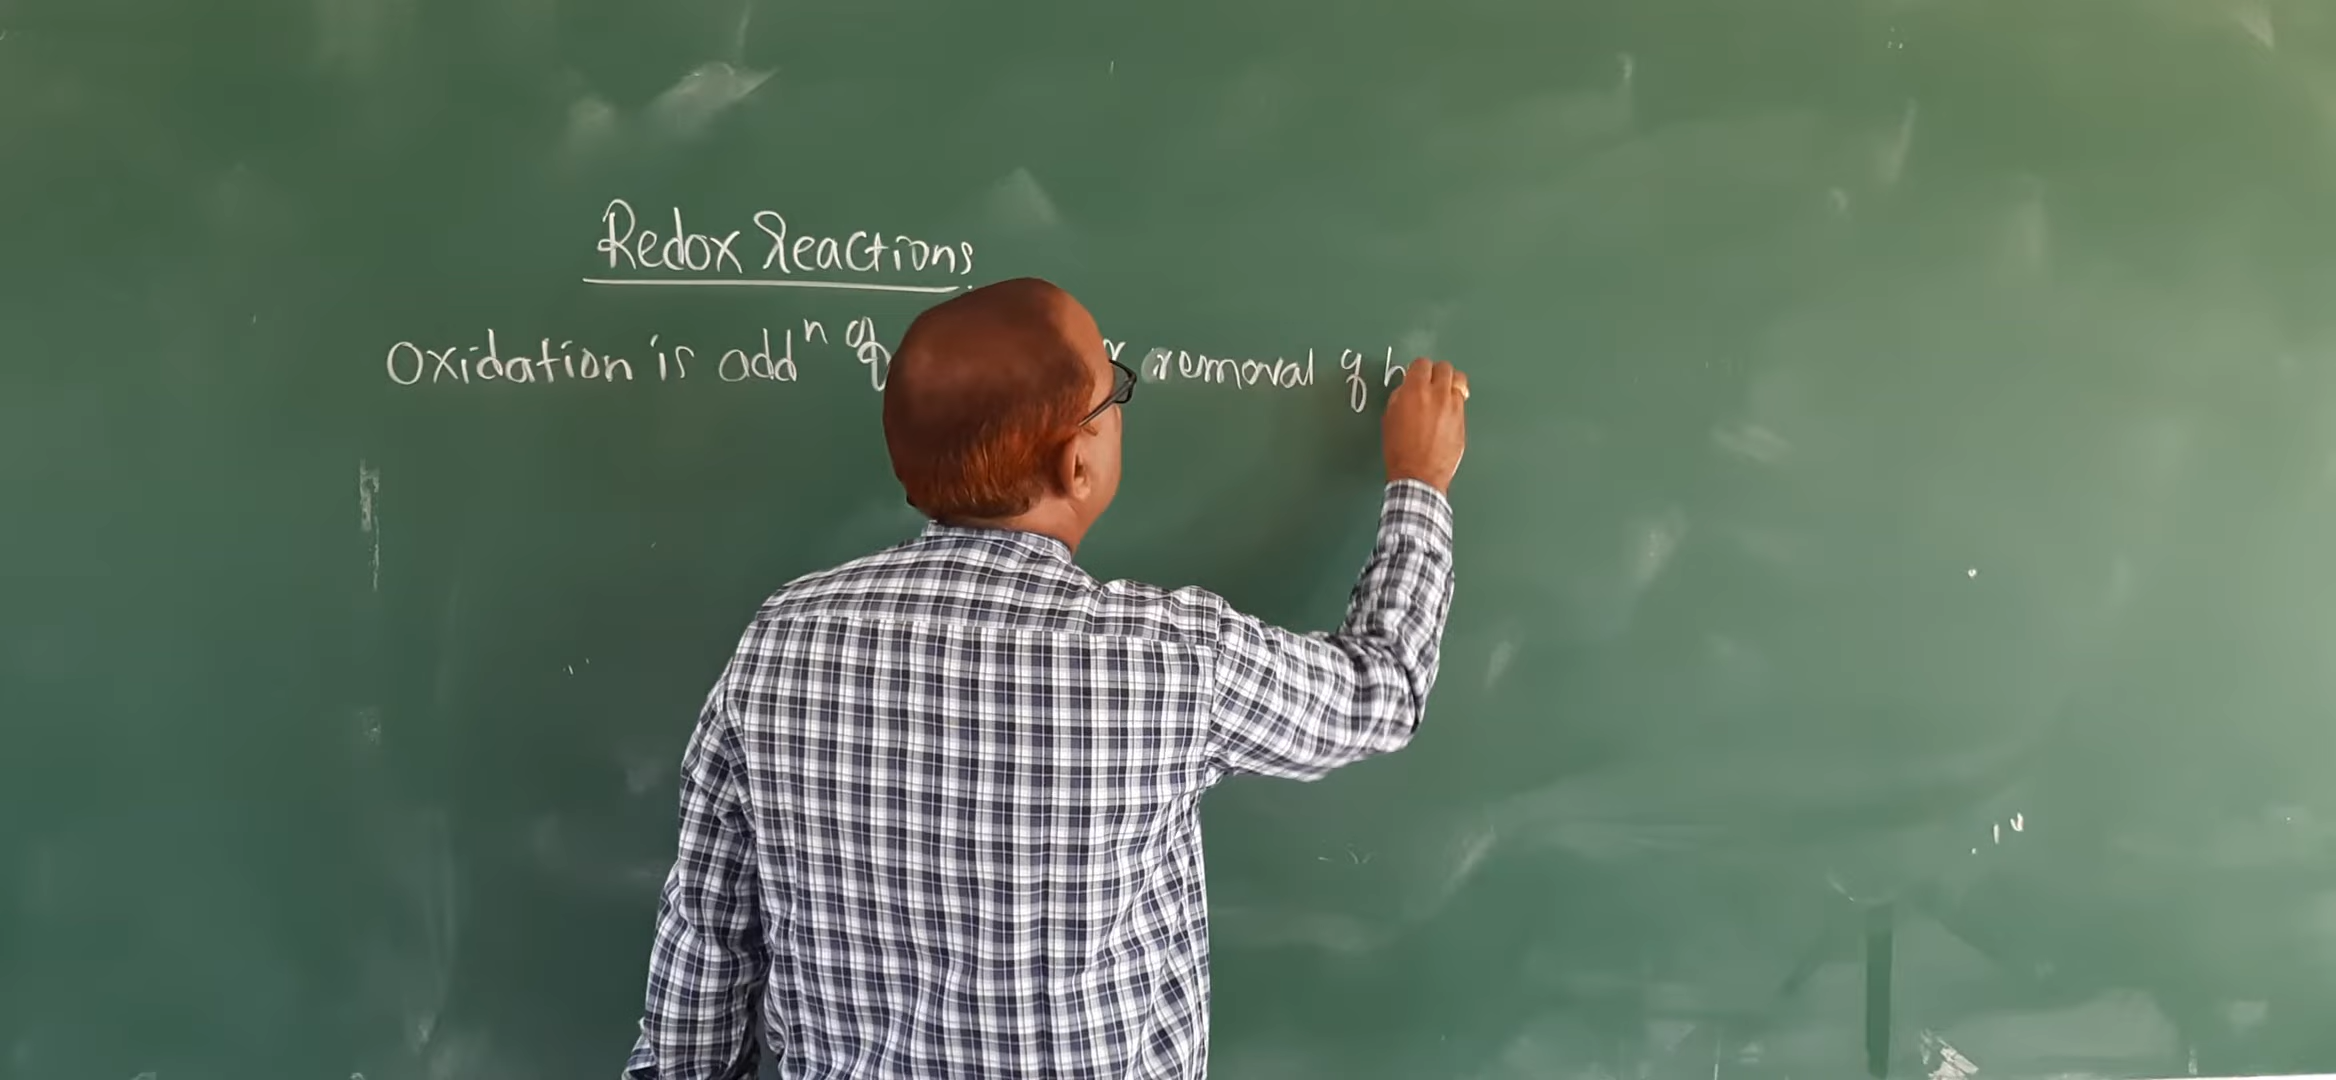 Redox Reactions.
Oxidation is addn of removal of h